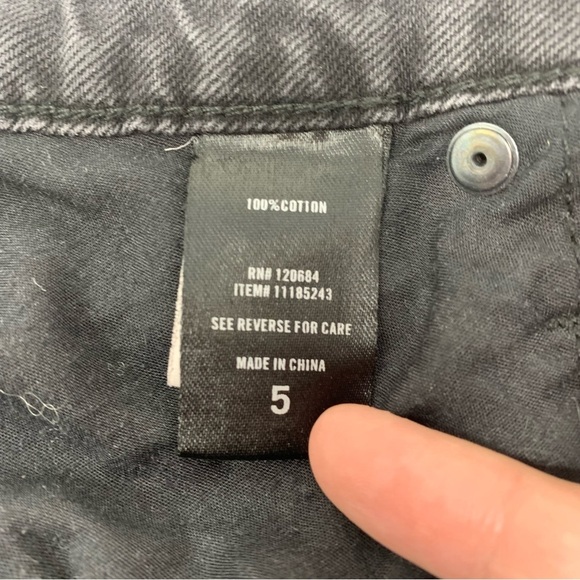 100%COTTON
RN# 120684
ITEM# 11185243
SEE REVERSE FOR CARE
MADE IN CHINA
5